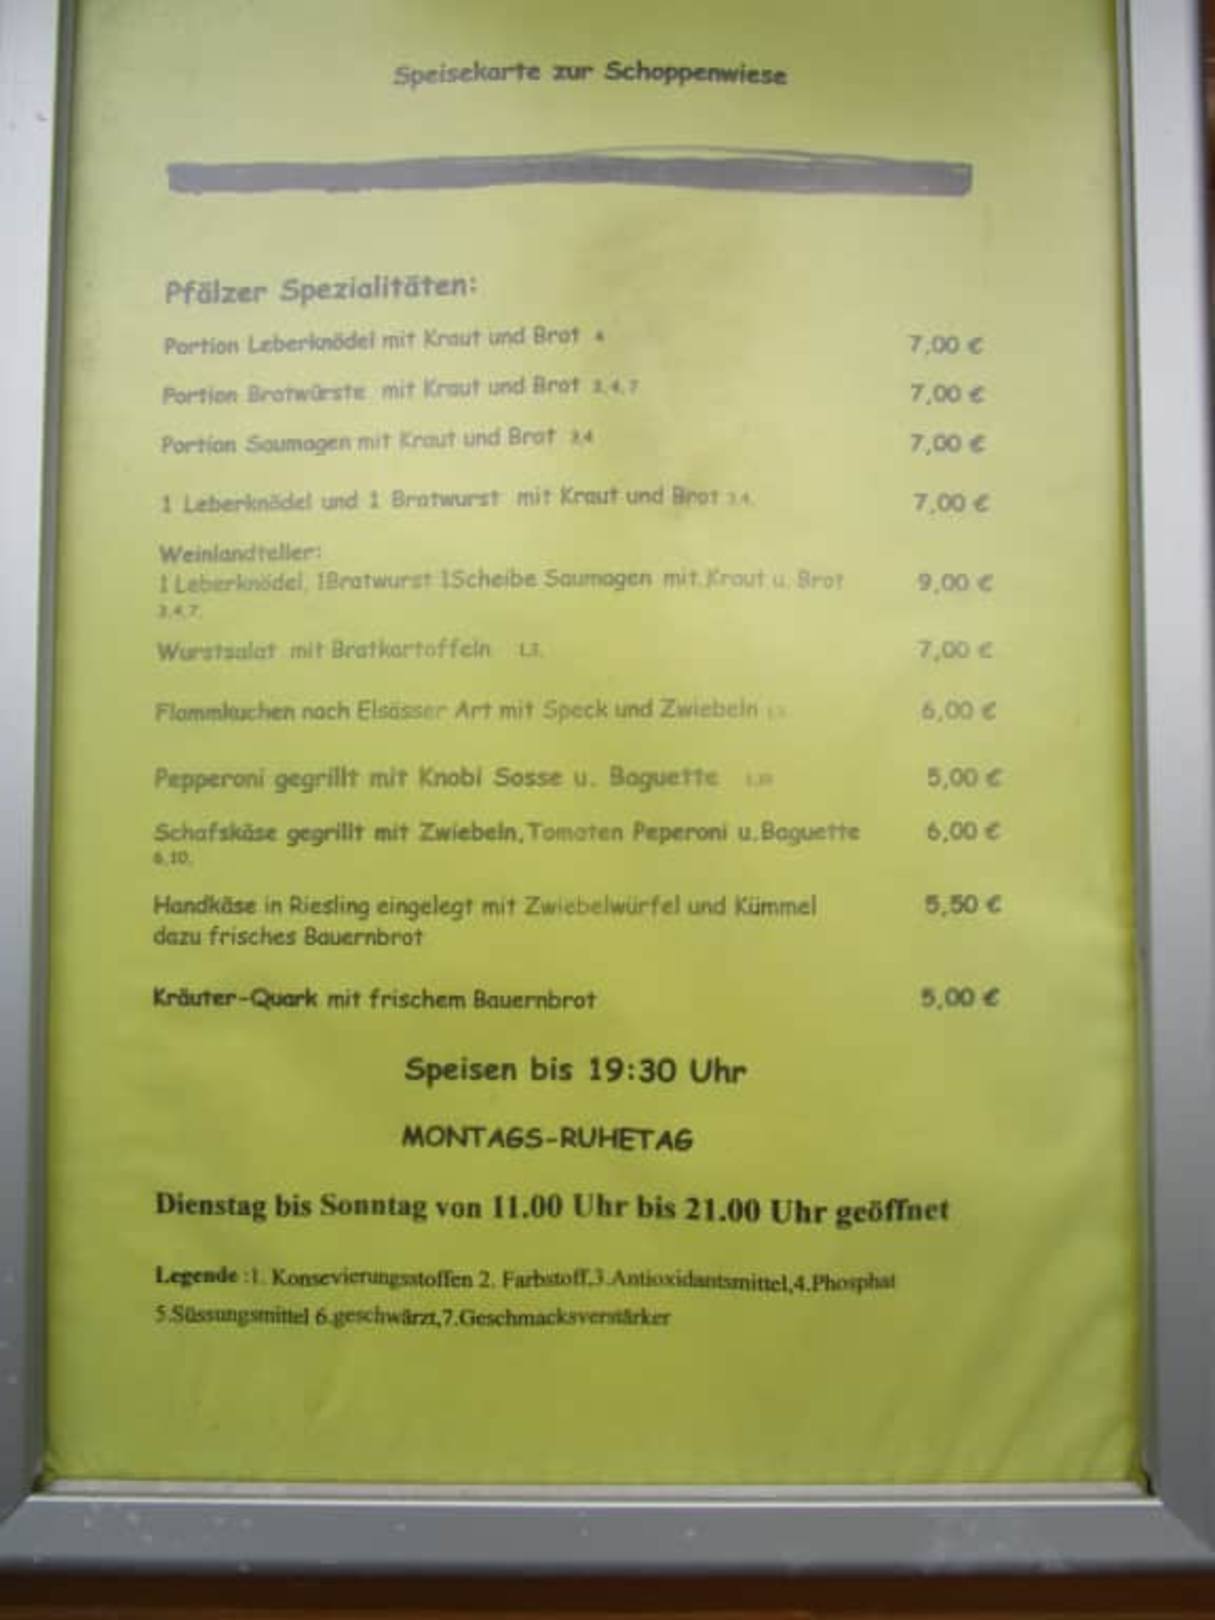 Speisekarte zur Schoppenwiese
Pfälzer Spezialitäten:
Portion Leberknödel mit Kraut und Brot 4 7,00 €
Portion Bratwürste mit Kraut und Brot 3,4,7 7,00 €
Portion Saumagen mit Kraut und Brot 3,4 7,00 €
1 Leberknödel und 1 Bratwurst mit Kraut und Brot 3,4, 7,00 €
Weinlandteller:
1 Leberknödel, 1Bratwurst 1Scheibe Saumagen mit Kraut u. Brot 9,00 €
3,4,7,
Wurstsalat mit Bratkartoffeln 7,00 €
Flammkuchen nach Elsässer Art mit Speck und Zwiebeln 6,00 €
Pepperoni gegrillt mit Knobi Sosse u. Baguette 5,00 €
Schafskäse gegrillt mit Zwiebeln, Tomaten Peperoni u. Baguette 6,00 €
6,10,
Handkäse in Riesling eingelegt mit Zwiebelwürfel und Kümmel 5,50 €
dazu frisches Bauernbrot
Kräuter-Quark mit frischem Bauernbrot 5,00 €
Speisen bis 19:30 Uhr
MONTAGS-RUHETAG
Dienstag bis Sonntag von 11.00 Uhr bis 21.00 Uhr geöffnet
Legende :1. Konsevierungsstoffen 2. Farbstoff,3.Antioxidantsmittel,4.Phosphat
5.Süssungsmittel 6.geschwärzt,7.Geschmacksverstärker